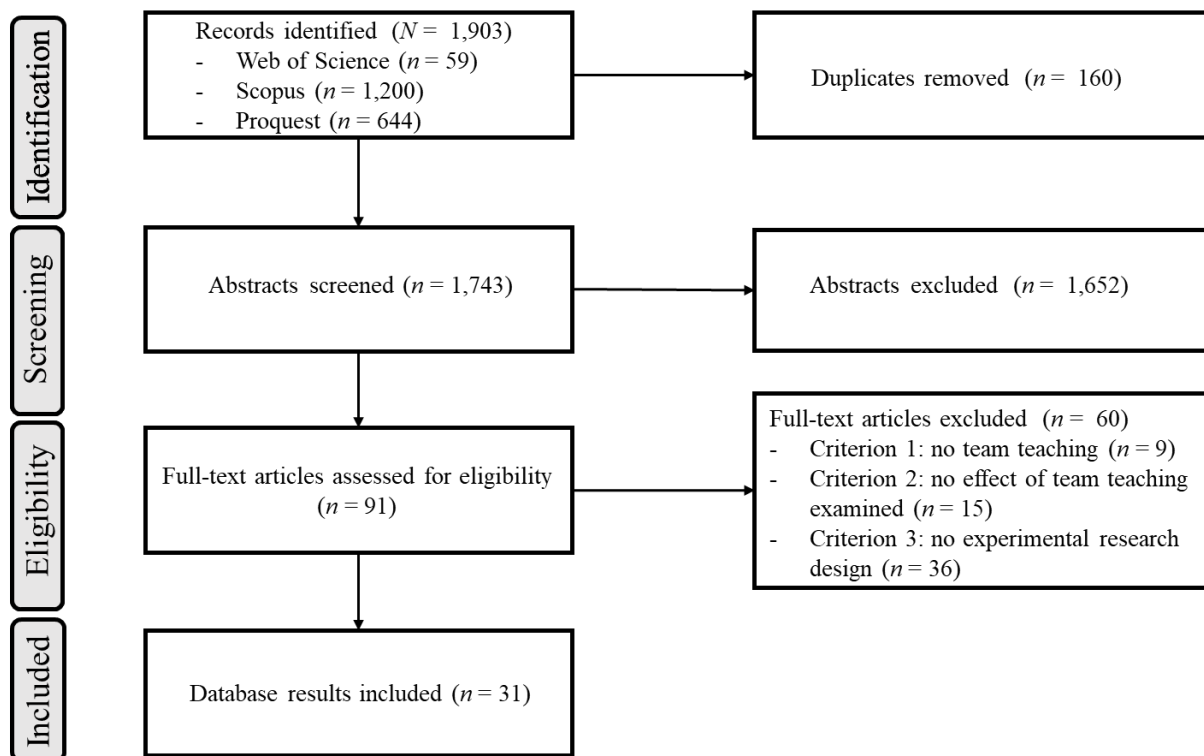 Identification
Records identified (N = 1,903)
- Web of Science (n = 59)
- Scopus (n = 1,200)
- Proquest (n = 644)
Duplicates removed (n = 160)
Screening
Abstracts screened (n = 1,743)
Abstracts excluded (n = 1,652)
Eligibility
Full-text articles assessed for eligibility
(n = 91)
Full-text articles excluded (n = 60)
- Criterion 1: no team teaching (n = 9)
- Criterion 2: no effect of team teaching
examined (n = 15)
- Criterion 3: no experimental research
design (n = 36)
Included
Database results included (n = 31)